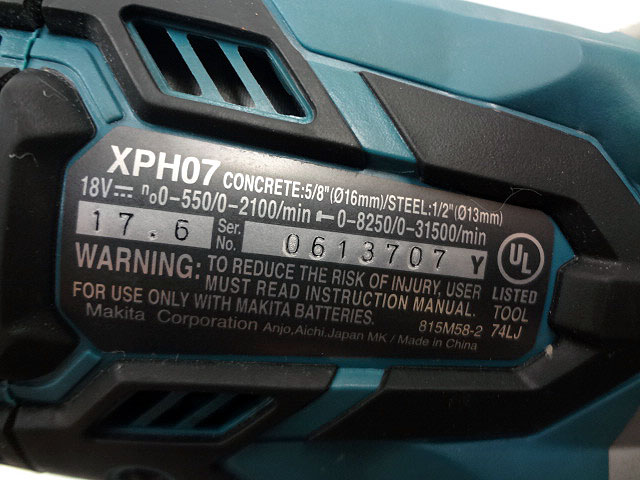 XPH07 CONCRETE:5/8"(Ø16mm)/STEEL:1/2"(Ø13mm)
18V⎓ n₀0-550/0-2100/min 0-8250/0-31500/min
17.6 Ser. No. 0613707 Y
UL
WARNING: TO REDUCE THE RISK OF INJURY, USER
MUST READ INSTRUCTION MANUAL.
LISTED
FOR USE ONLY WITH MAKITA BATTERIES.
815M58-2
TOOL
74LJ
Makita Corporation Anjo,Aichi,Japan MK / Made in China